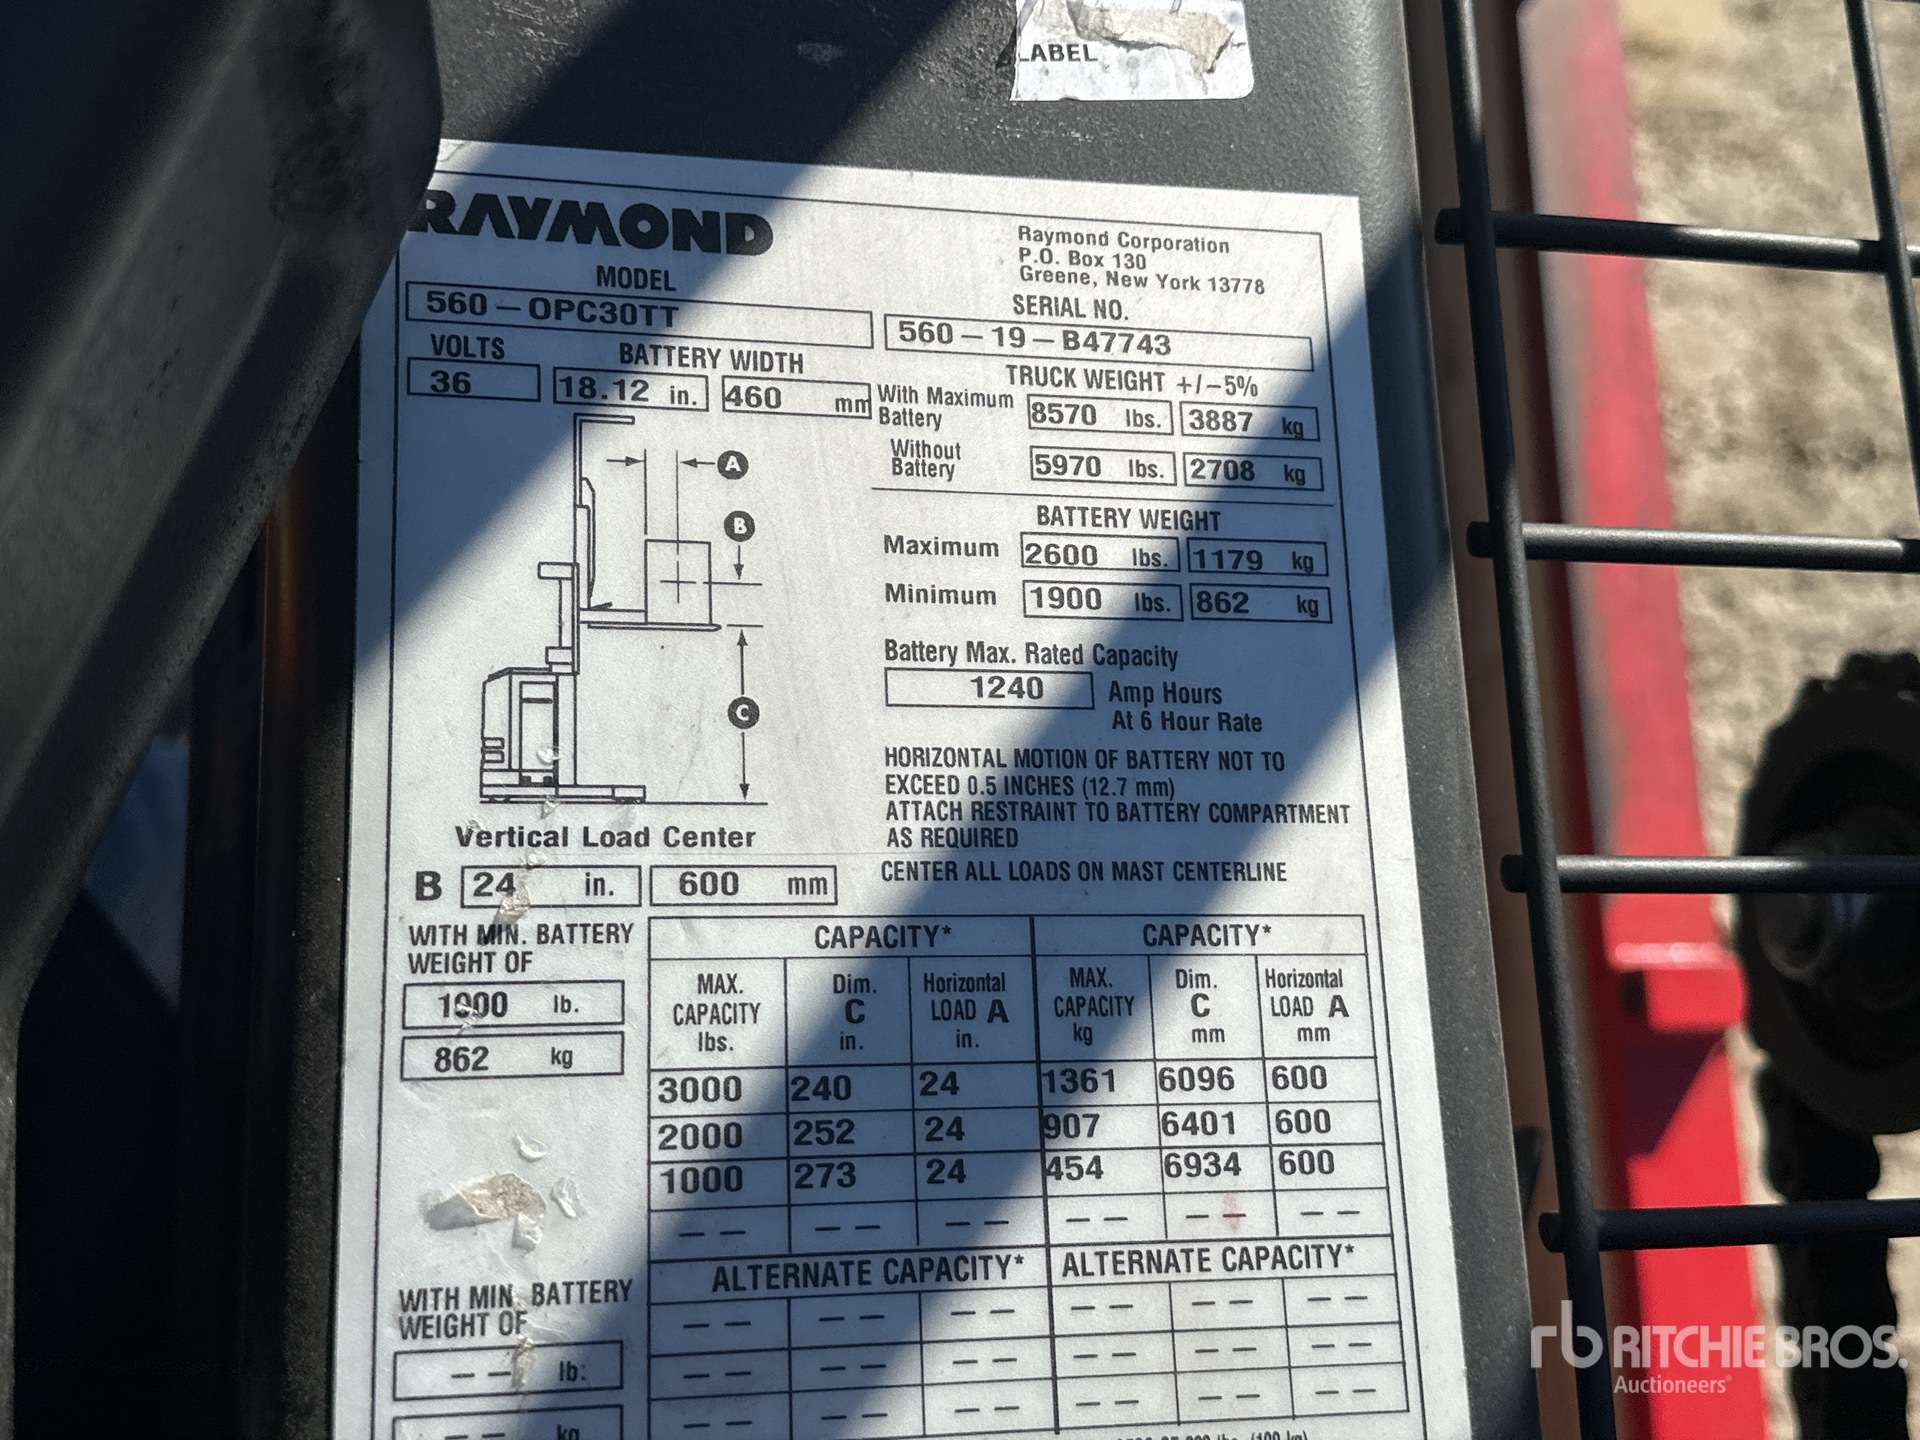 LABEL
RAYMOND
Raymond Corporation
P.O. Box 130
Greene, New York 13778
MODEL
560 – OPC30TT
SERIAL NO.
560 – 19 – B47743
VOLTS
36
BATTERY WIDTH
18.12 in. 460 mm
TRUCK WEIGHT +/-5%
With Maximum Battery 8570 lbs. 3887 kg
Without Battery 5970 lbs. 2708 kg
A
B
C
BATTERY WEIGHT
Maximum 2600 lbs. 1179 kg
Minimum 1900 lbs. 862 kg
Battery Max. Rated Capacity
1240 Amp Hours
At 6 Hour Rate
HORIZONTAL MOTION OF BATTERY NOT TO
EXCEED 0.5 INCHES (12.7 mm)
ATTACH RESTRAINT TO BATTERY COMPARTMENT
AS REQUIRED
CENTER ALL LOADS ON MAST CENTERLINE
Vertical Load Center
B 24 in. 600 mm
WITH MIN. BATTERY
WEIGHT OF
1900 lb.
862 kg
CAPACITY* CAPACITY*
MAX. CAPACITY lbs. Dim. C in. Horizontal LOAD A in. MAX. CAPACITY kg Dim. C mm Horizontal LOAD A mm
3000 240 24 1361 6096 600
2000 252 24 907 6401 600
1000 273 24 454 6934 600
– – – – – – – – – – – –
ALTERNATE CAPACITY* ALTERNATE CAPACITY*
WITH MIN. BATTERY
WEIGHT OF
– – lb.
– – kg
– – – – – – – – – – – –
– – – – – – – – – – – –
– – – – – – – – – – – –
(100 kg)
rb RITCHIE BROS.
Auctioneers